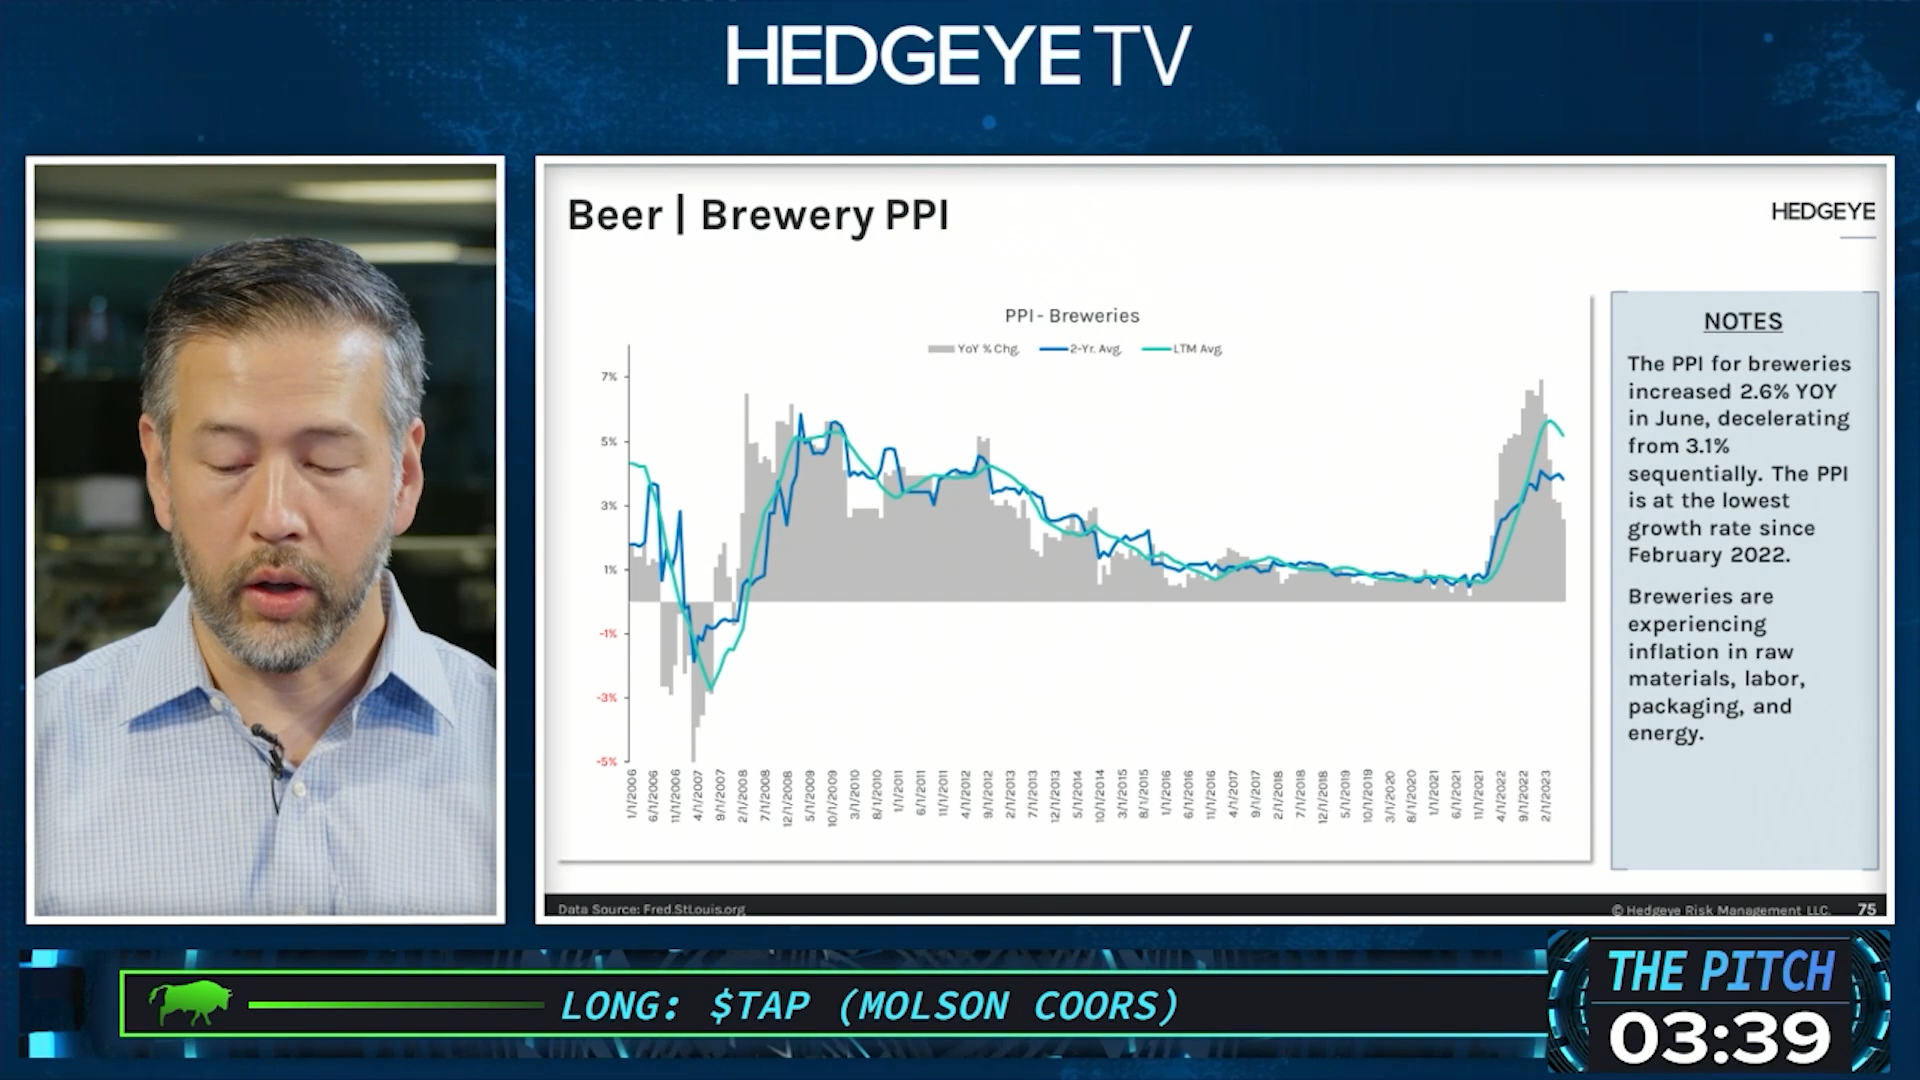 HEDGEYE TV
Beer | Brewery PPI
HEDGEYE
PPI - Breweries
YoY % Chg.
2-Yr. Avg.
LTM Avg.
7%
5%
3%
1%
-1%
-3%
-5%
1/1/2006
6/1/2006
11/1/2006
4/1/2007
9/1/2007
2/1/2008
7/1/2008
12/1/2008
5/1/2009
10/1/2009
3/1/2010
8/1/2010
1/1/2011
6/1/2011
11/1/2011
4/1/2012
9/1/2012
2/1/2013
7/1/2013
12/1/2013
5/1/2014
10/1/2014
3/1/2015
8/1/2015
1/1/2016
6/1/2016
11/1/2016
4/1/2017
9/1/2017
2/1/2018
7/1/2018
12/1/2018
5/1/2019
10/1/2019
3/1/2020
8/1/2020
1/1/2021
6/1/2021
11/1/2021
4/1/2022
9/1/2022
2/1/2023
NOTES
The PPI for breweries
increased 2.6% YOY
in June, decelerating
from 3.1%
sequentially. The PPI
is at the lowest
growth rate since
February 2022.
Breweries are
experiencing
inflation in raw
materials, labor,
packaging, and
energy.
Data Source: Fred.StLouis.org
© Hedgeye Risk Management LLC.
75
LONG: $TAP (MOLSON COORS)
THE PITCH
03:39